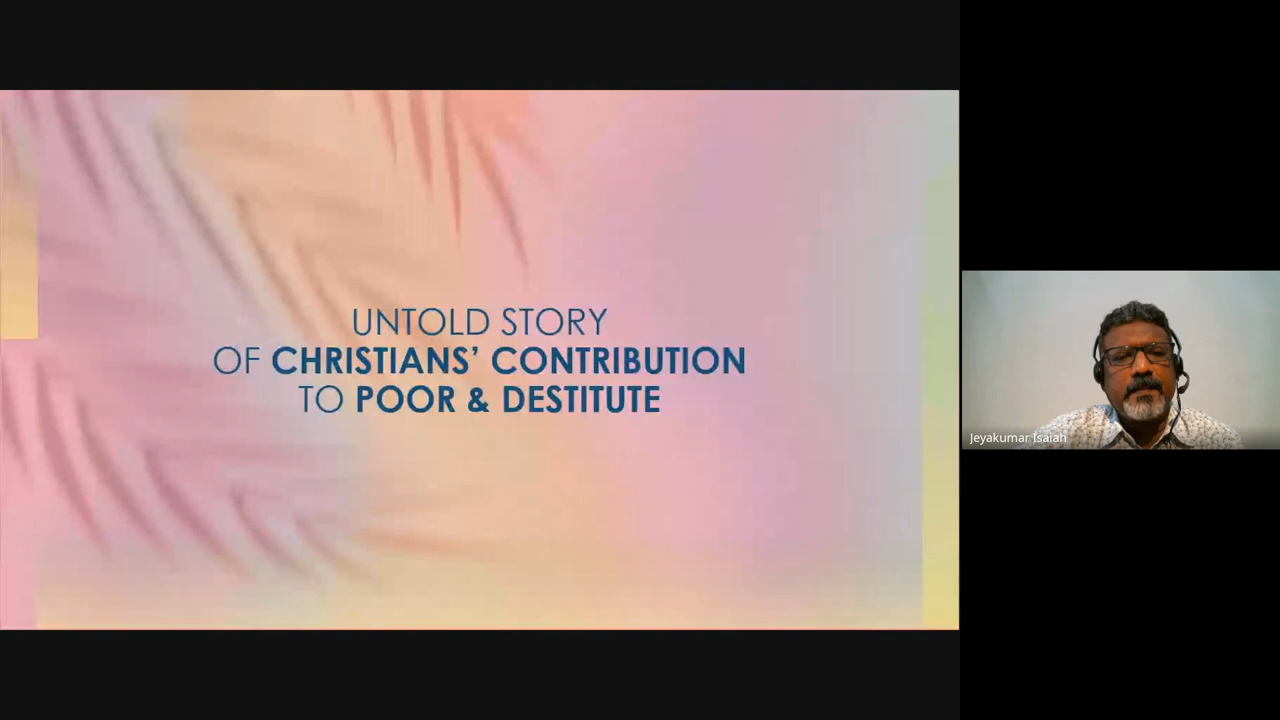 UNTOLD STORY
OF CHRISTIANS’ CONTRIBUTION
TO POOR & DESTITUTE
Jeyakumar Isaiah